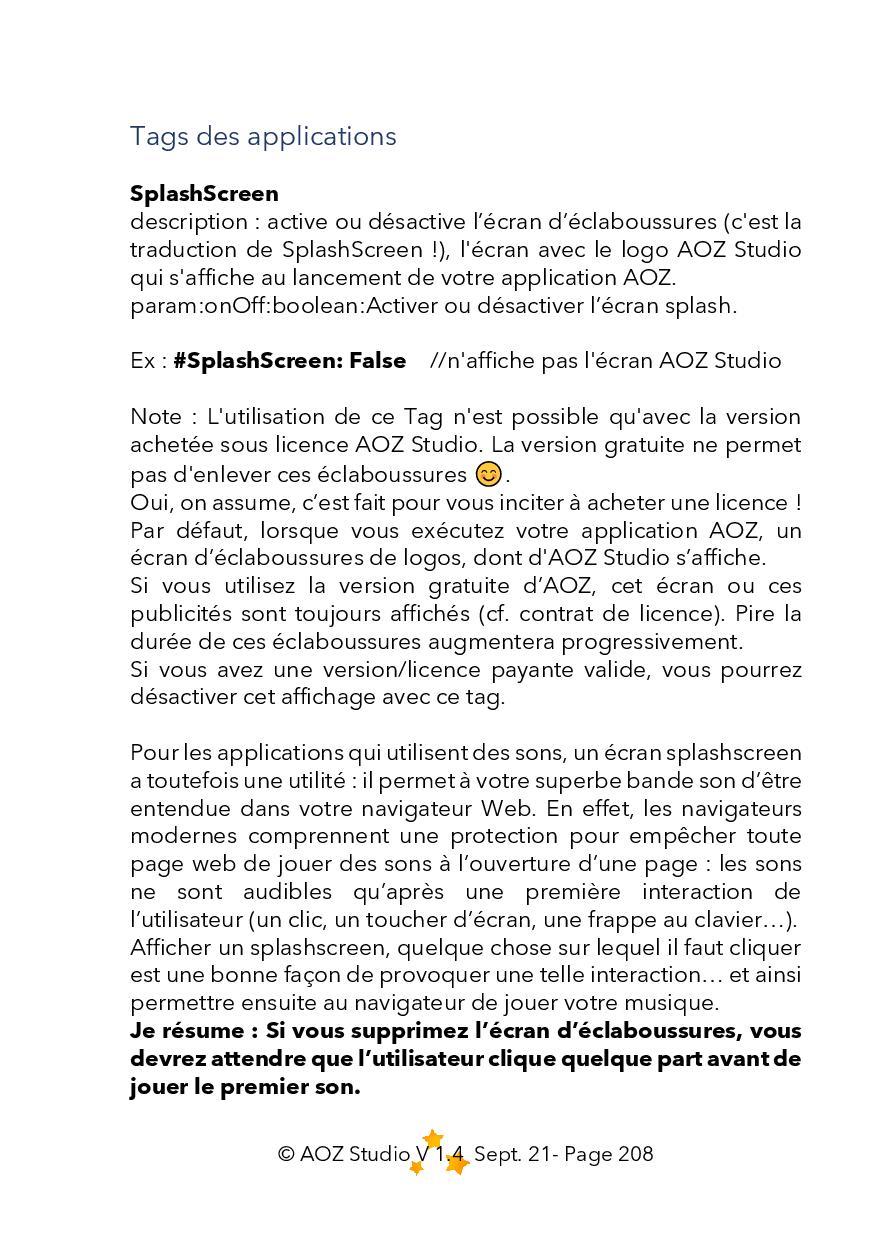 Tags des applications
SplashScreen
description : active ou désactive l’écran d’éclaboussures (c'est la
traduction de SplashScreen !), l'écran avec le logo AOZ Studio
qui s'affiche au lancement de votre application AOZ.
param:onOff:boolean:Activer ou désactiver l’écran splash.
Ex : #SplashScreen: False //n'affiche pas l'écran AOZ Studio
Note : L'utilisation de ce Tag n'est possible qu'avec la version
achetée sous licence AOZ Studio. La version gratuite ne permet
pas d'enlever ces éclaboussures 😊.
Oui, on assume, c’est fait pour vous inciter à acheter une licence !
Par défaut, lorsque vous exécutez votre application AOZ, un
écran d’éclaboussures de logos, dont d'AOZ Studio s’affiche.
Si vous utilisez la version gratuite d’AOZ, cet écran ou ces
publicités sont toujours affichés (cf. contrat de licence). Pire la
durée de ces éclaboussures augmentera progressivement.
Si vous avez une version/licence payante valide, vous pourrez
désactiver cet affichage avec ce tag.
Pour les applications qui utilisent des sons, un écran splashscreen
a toutefois une utilité : il permet à votre superbe bande son d’être
entendue dans votre navigateur Web. En effet, les navigateurs
modernes comprennent une protection pour empêcher toute
page web de jouer des sons à l’ouverture d’une page : les sons
ne sont audibles qu’après une première interaction de
l’utilisateur (un clic, un toucher d’écran, une frappe au clavier…).
Afficher un splashscreen, quelque chose sur lequel il faut cliquer
est une bonne façon de provoquer une telle interaction… et ainsi
permettre ensuite au navigateur de jouer votre musique.
Je résume : Si vous supprimez l’écran d’éclaboussures, vous
devrez attendre que l’utilisateur clique quelque part avant de
jouer le premier son.
© AOZ Studio V 1.4 Sept. 21- Page 208